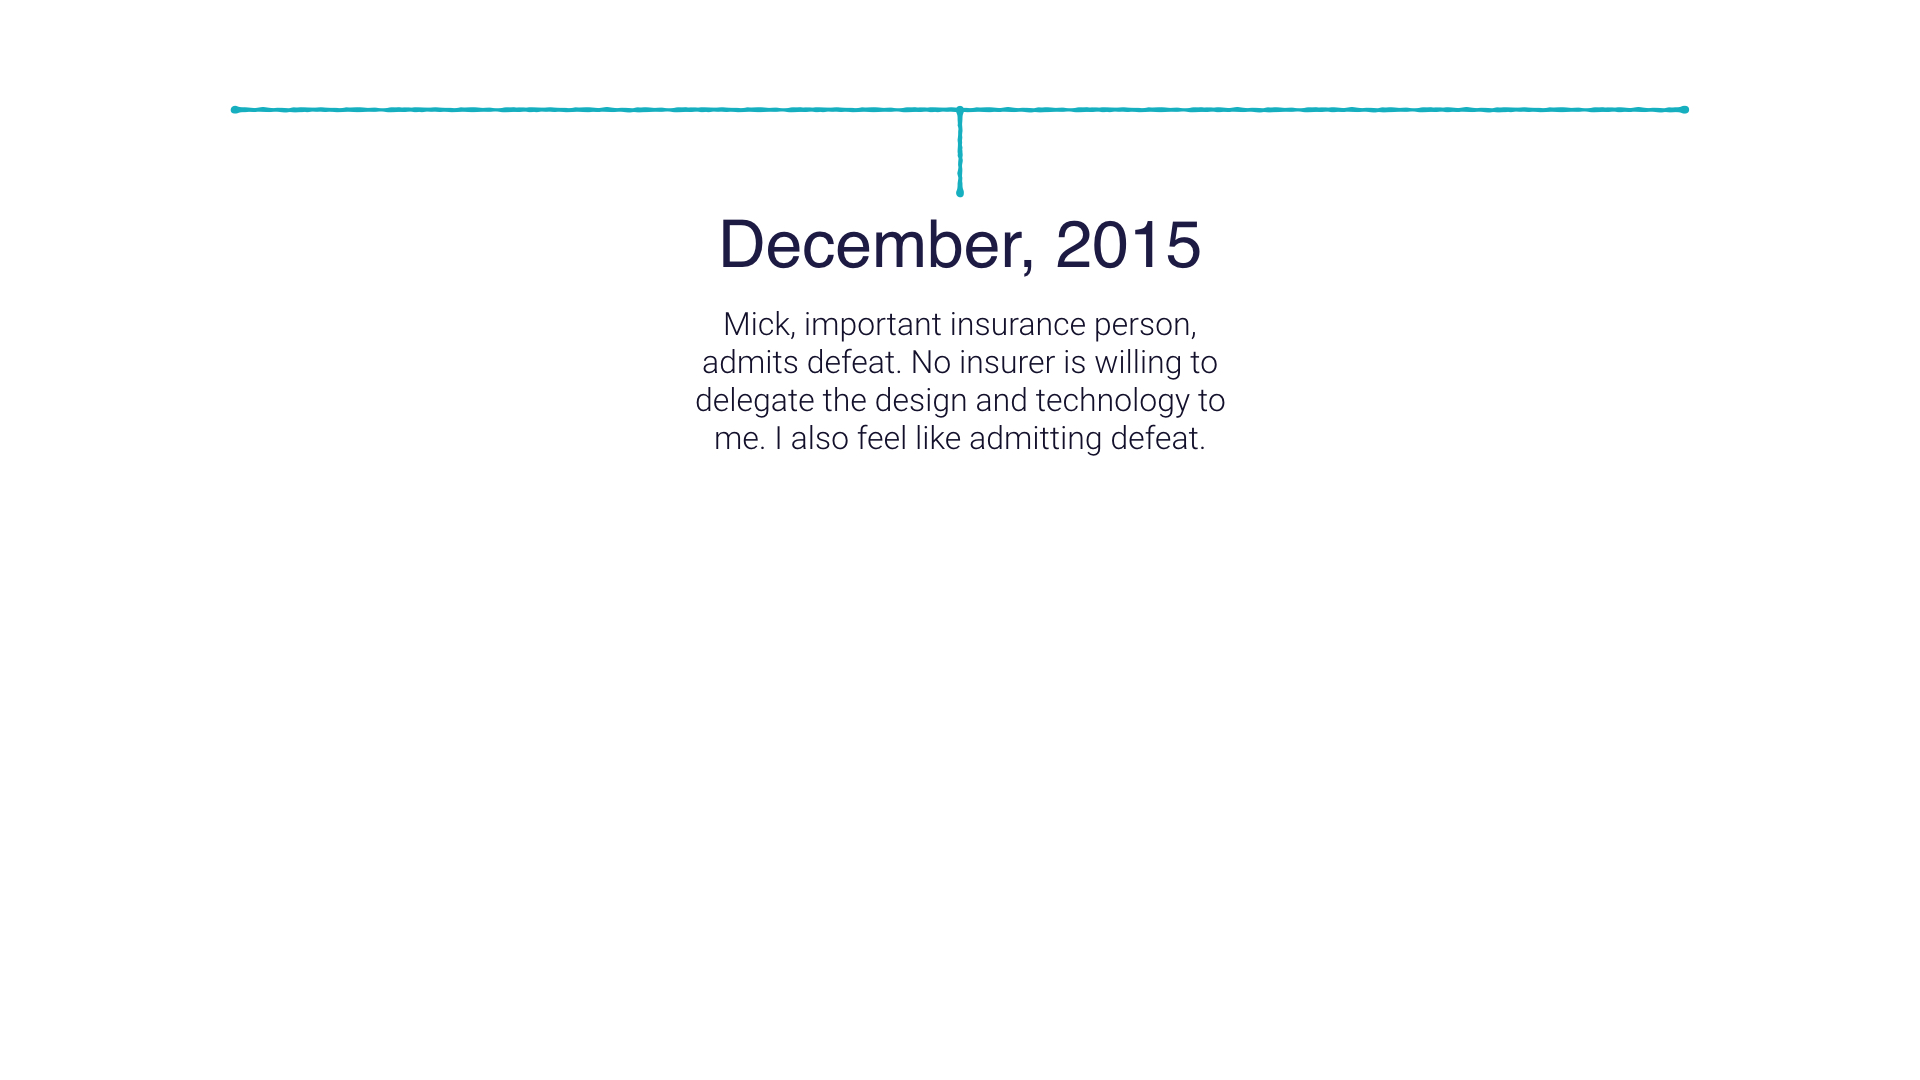 December, 2015
Mick, important insurance person,
admits defeat. No insurer is willing to
delegate the design and technology to
me. I also feel like admitting defeat.